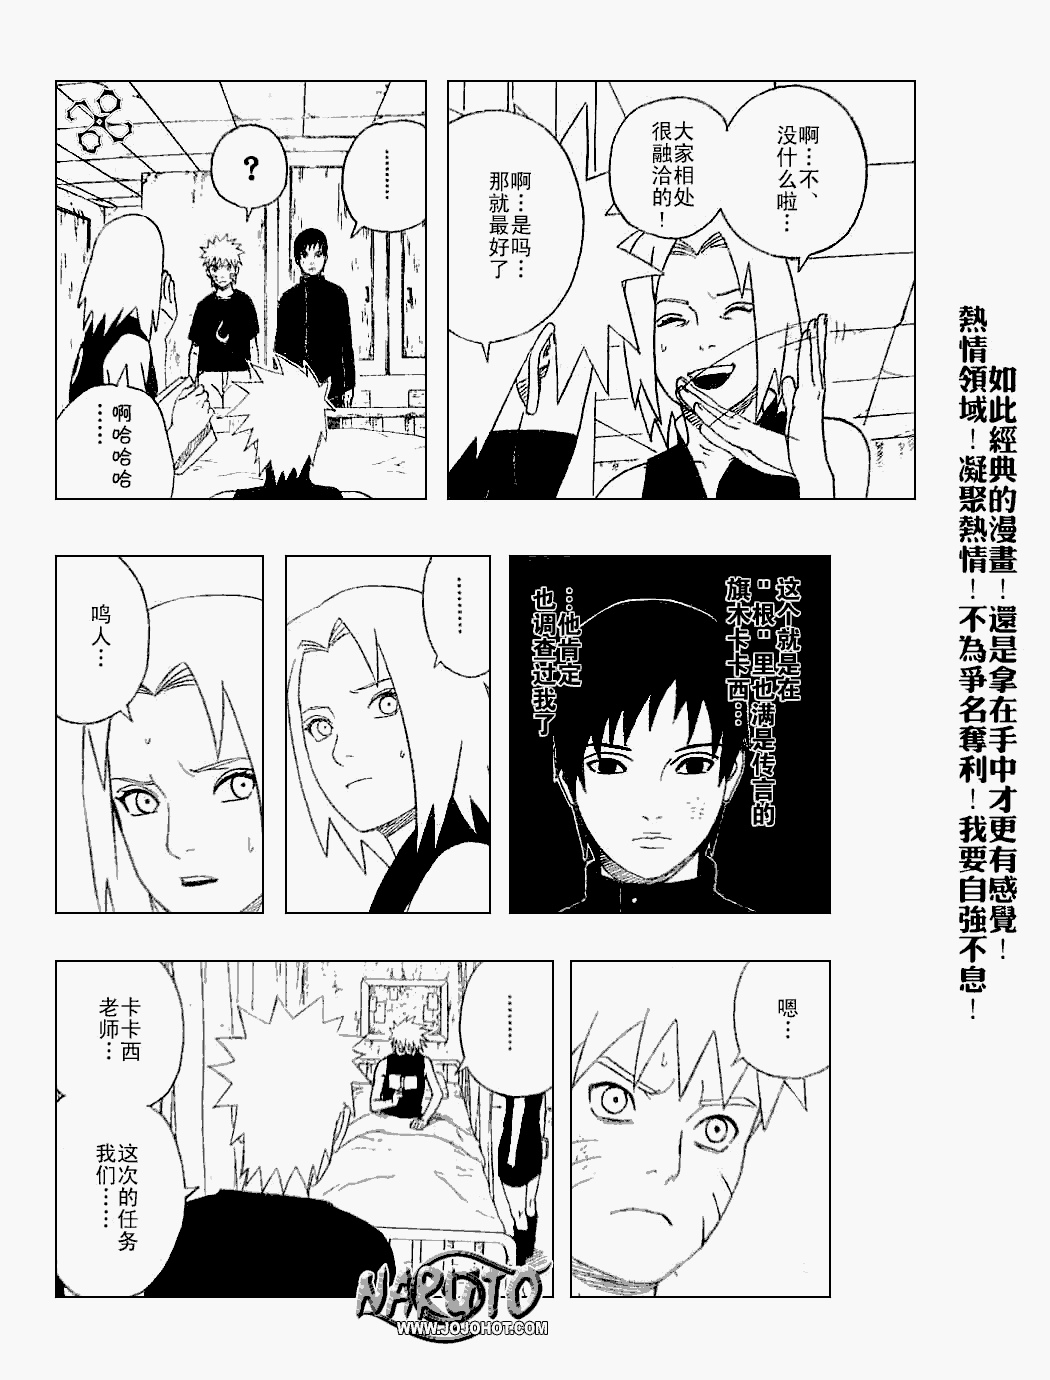 啊…不、
没什么啦…
大家相处
很融洽的！
啊…是吗…
那就最好了
………
？
啊哈哈哈
……
这个就是在
"根"里也满是传言的
旗木卡卡西…
…他肯定
也调查过我了
………
鸣
人…
嗯…
………
卡卡西
老师…
这次的任务
我们……
如此經典的漫畫！還是拿在手中才更有感覺！
熱情領域！凝聚熱情！不為爭名奪利！我要自強不息！
NARUTO
WWW.JOJOHOT.COM